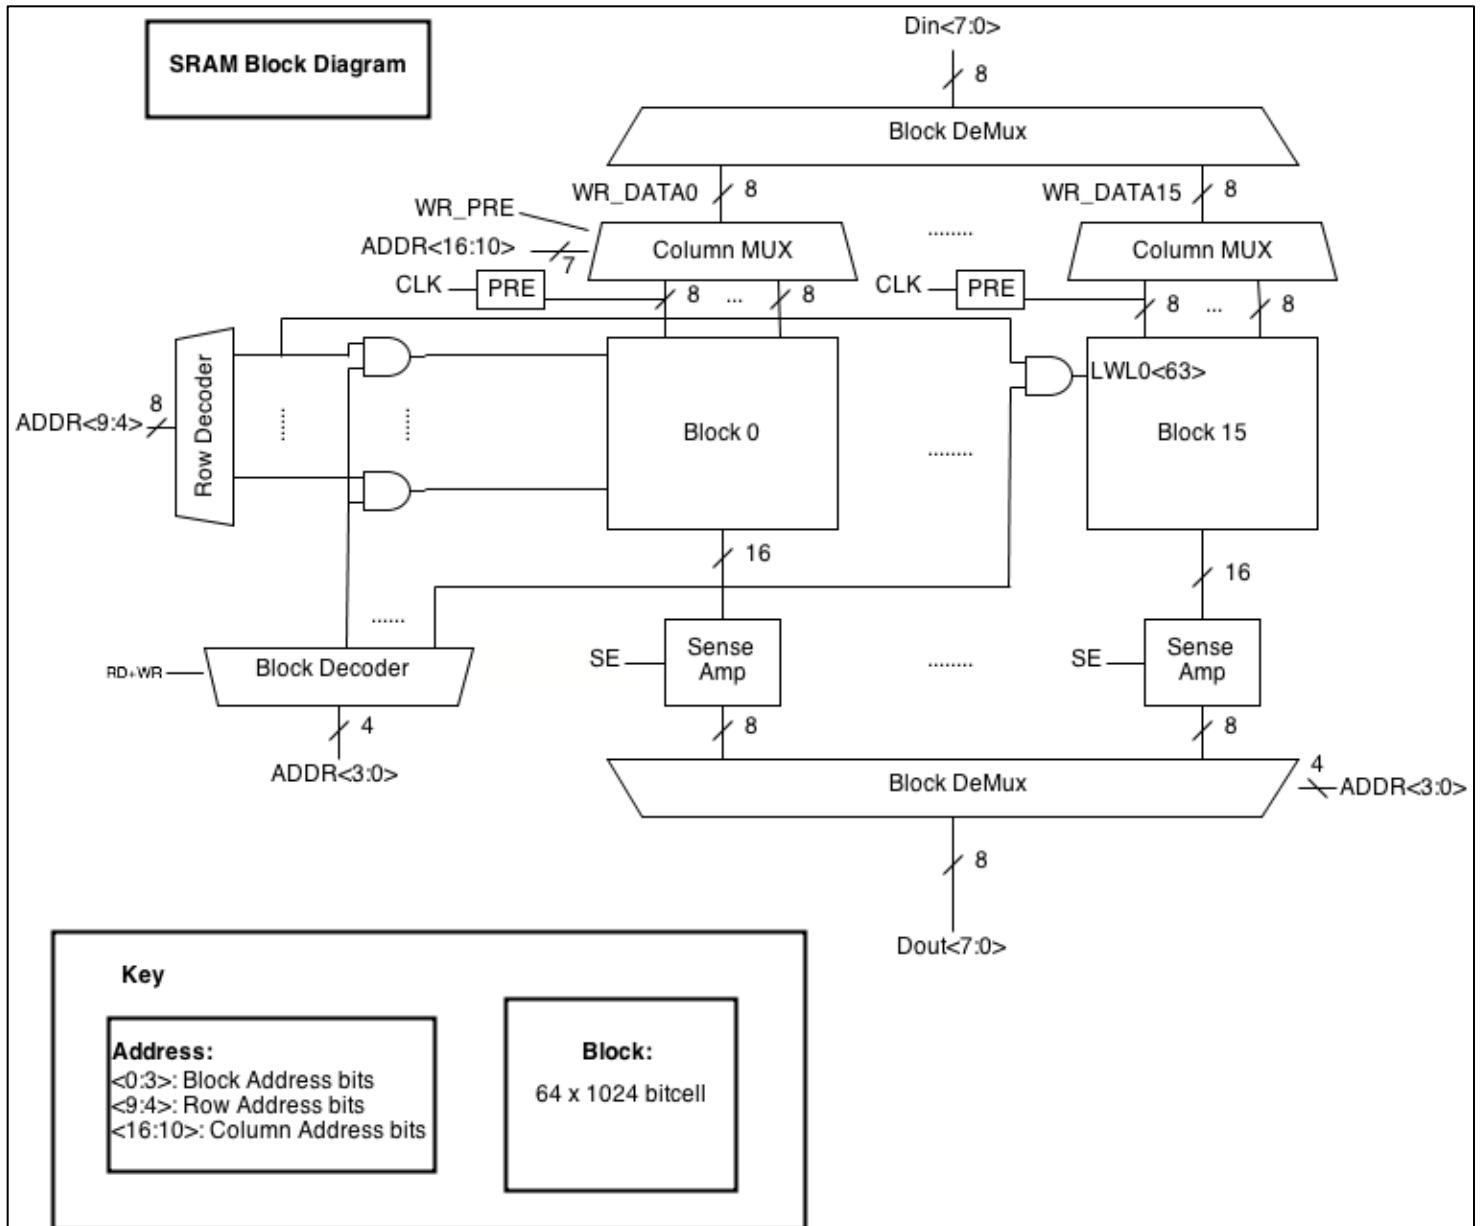 Din<7:0>
SRAM Block Diagram
8
Block DeMux
WR_DATA0 8
WR_DATA15 8
WR_PRE
ADDR<16:10>
7
Column MUX
.........
Column MUX
CLK PRE
8 ... 8
CLK PRE
8 ... 8
Row Decoder
ADDR<9:4> 8
......
......
LWL0<63>
Block 0
.........
Block 15
16
16
......
RD+WR
Block Decoder
4
ADDR<3:0>
SE
Sense
Amp
.........
SE
Sense
Amp
8
8
Block DeMux
4
ADDR<3:0>
8
Dout<7:0>
Key
Address:
<0:3>: Block Address bits
<9:4>: Row Address bits
<16:10>: Column Address bits
Block:
64 x 1024 bitcell